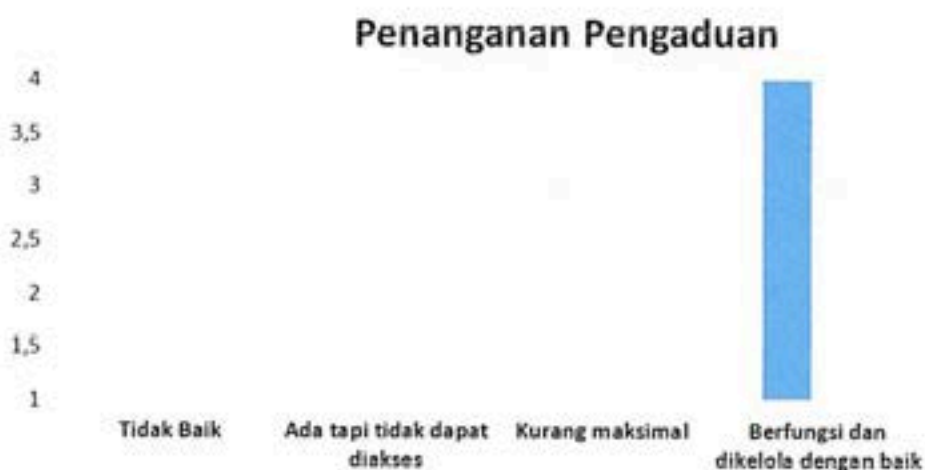 Penanganan Pengaduan
4
3,5
3
2,5
2
1,5
1
Tidak Baik
Ada tapi tidak dapat
diakses
Kurang maksimal
Berfungsi dan
dikelola dengan baik